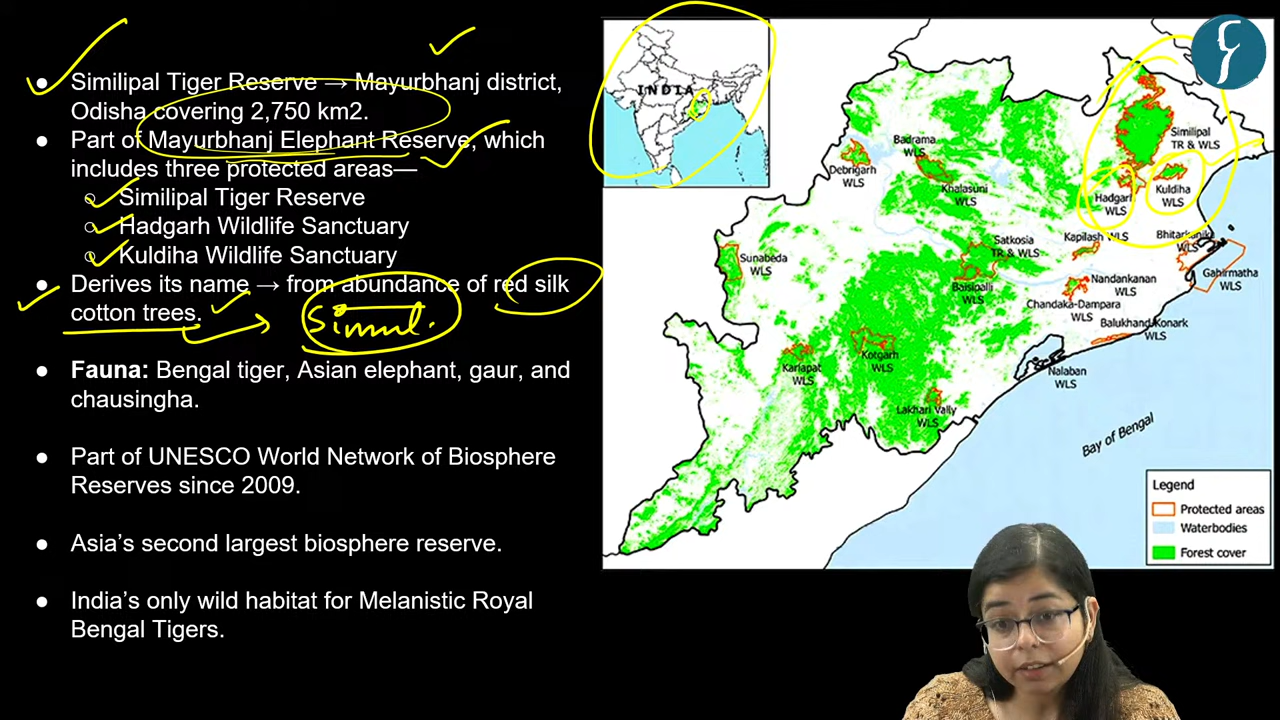 ● Similipal Tiger Reserve → Mayurbhanj district,
Odisha covering 2,750 km2.
● Part of Mayurbhanj Elephant Reserve, which
includes three protected areas—
○ Similipal Tiger Reserve
○ Hadgarh Wildlife Sanctuary
○ Kuldiha Wildlife Sanctuary
● Derives its name → from abundance of red silk
cotton trees.
Simul.
● Fauna: Bengal tiger, Asian elephant, gaur, and
chausingha.
● Part of UNESCO World Network of Biosphere
Reserves since 2009.
● Asia's second largest biosphere reserve.
● India's only wild habitat for Melanistic Royal
Bengal Tigers.
INDIA
Similipal
TR & WLS
Badrama
WLS
Debrigarh
WLS
Khalasuni
WLS
Hadgarh
WLS
Kuldiha
WLS
Sunabeda
WLS
Satkosia
TR & WLS
Baisipalli
WLS
Kapilash WLS
Bhitarkanika
WLS
Gahirmatha
WLS
Nandankanan
WLS
Chandaka-Dampara
WLS
Balukhand Konark
WLS
Karlapat
WLS
Kotgarh
WLS
Nalaban
WLS
Lakhari Vally
WLS
Bay of Bengal
Legend
Protected areas
Waterbodies
Forest cover